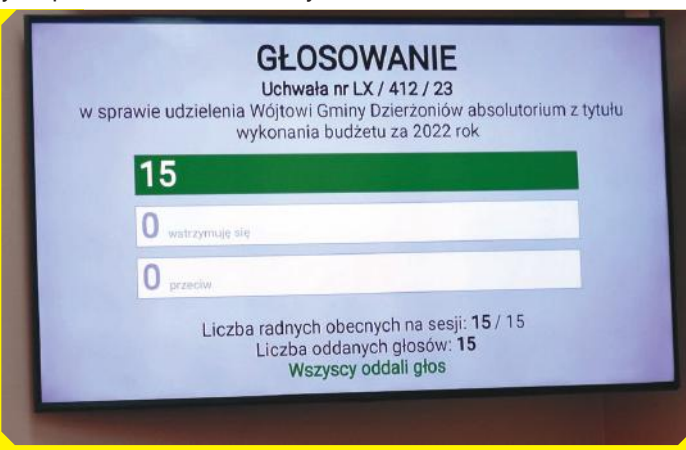 GŁOSOWANIE
Uchwała nr LX / 412 / 23
w sprawie udzielenia Wójtowi Gminy Dzierżoniów absolutorium z tytułu
wykonania budżetu za 2022 rok
15
0 wstrzymuję się
0 przeciw
Liczba radnych obecnych na sesji: 15 / 15
Liczba oddanych głosów: 15
Wszyscy oddali głos